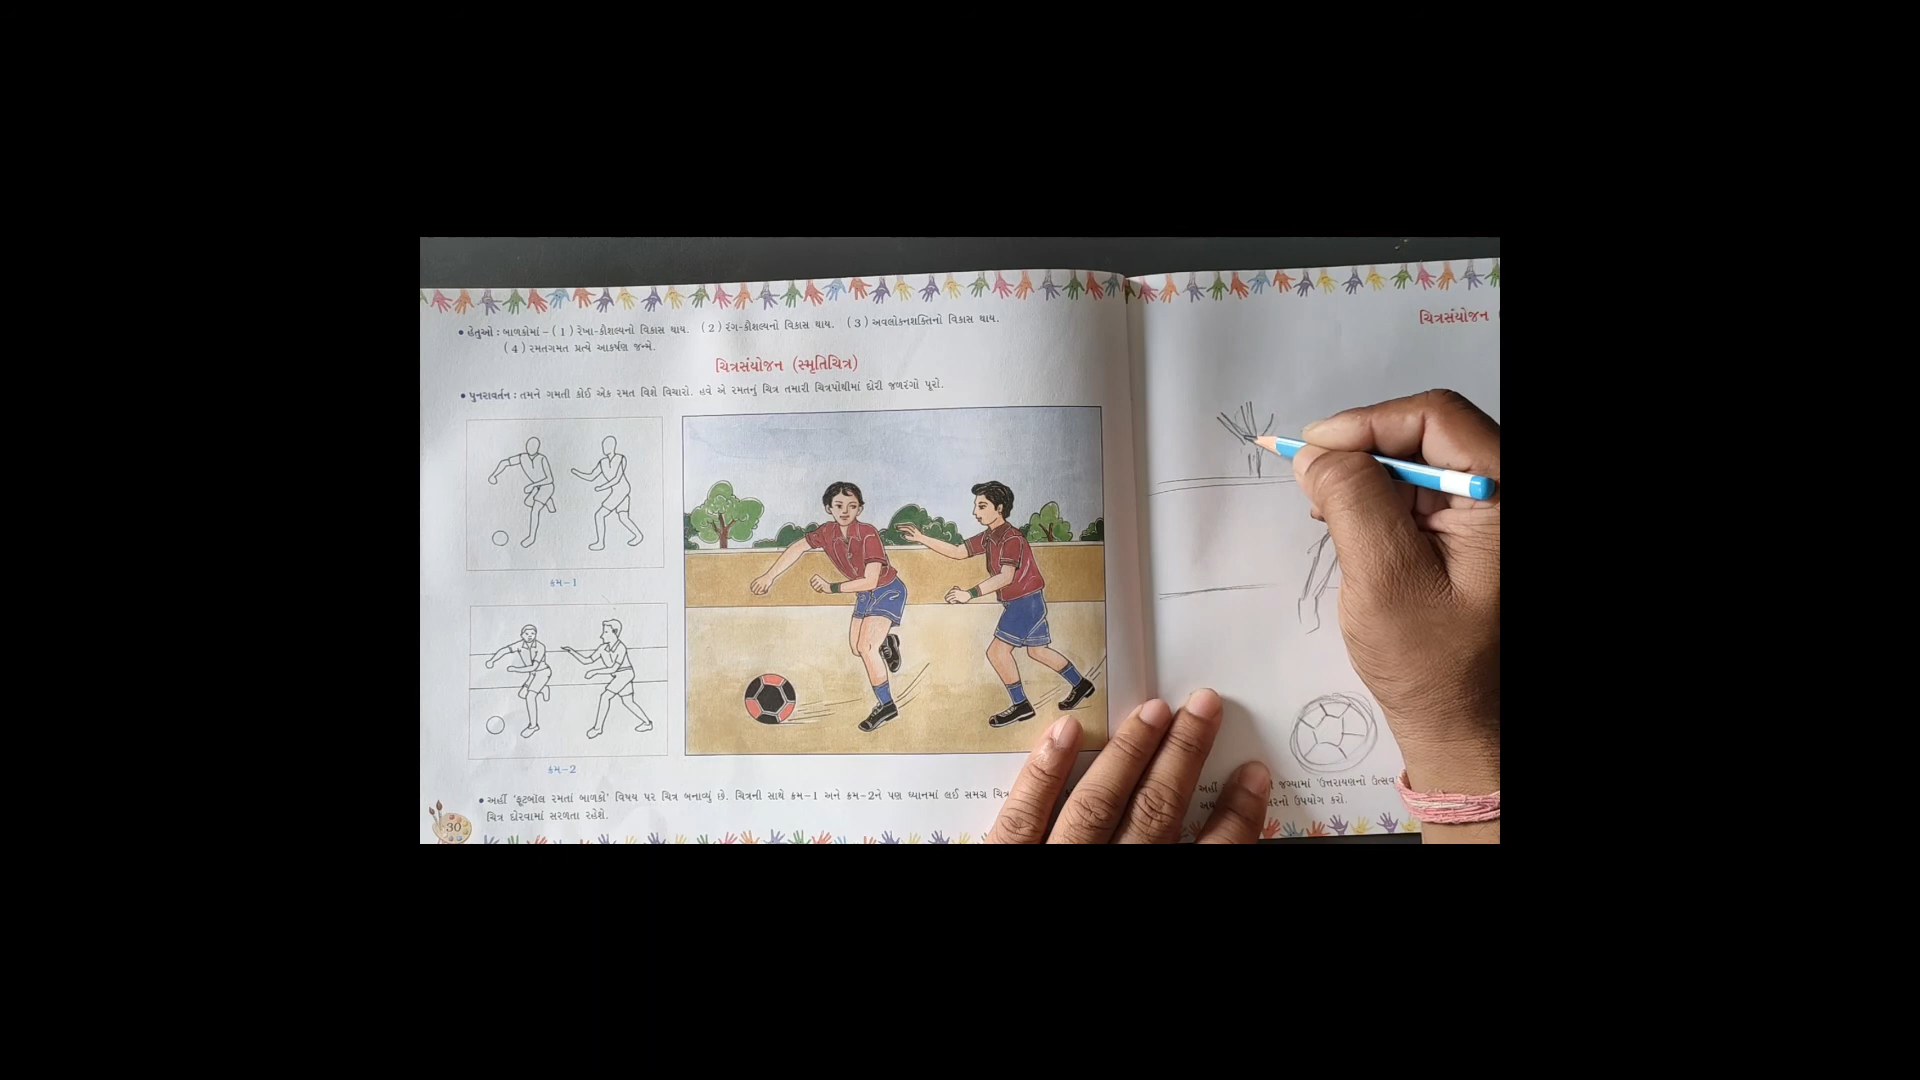 • હેતુઓ : બાળકોમાં – (1) રેખા-કૌશલ્યનો વિકાસ થાય. (2) રંગ-કૌશલ્યનો વિકાસ થાય. (3) અવલોકનશક્તિનો વિકાસ થાય.
(4) રમતગમત પ્રત્યે આકર્ષણ જન્મે.
ચિત્રસંયોજન (સ્મૃતિચિત્ર)
• પુનરાવર્તન : તમને ગમતી કોઈ એક રમત વિશે વિચારો. હવે એ રમતનું ચિત્ર તમારી ચિત્રપોથીમાં દોરી જળરંગો પૂરો.
ક્રમ–1
ક્રમ–2
• અહીં 'ફૂટબૉલ રમતાં બાળકો' વિષય પર ચિત્ર બનાવ્યું છે. ચિત્રની સાથે ક્રમ–1 અને ક્રમ–2ને પણ ધ્યાનમાં લઈ સમગ્ર ચિત્ર
ચિત્ર દોરવામાં સરળતા રહેશે.
30
ચિત્રસંયોજન (
અહીં જગ્યામાં 'ઉત્તરાયણનો ઉત્સવ'
ઉપયોગ કરો.